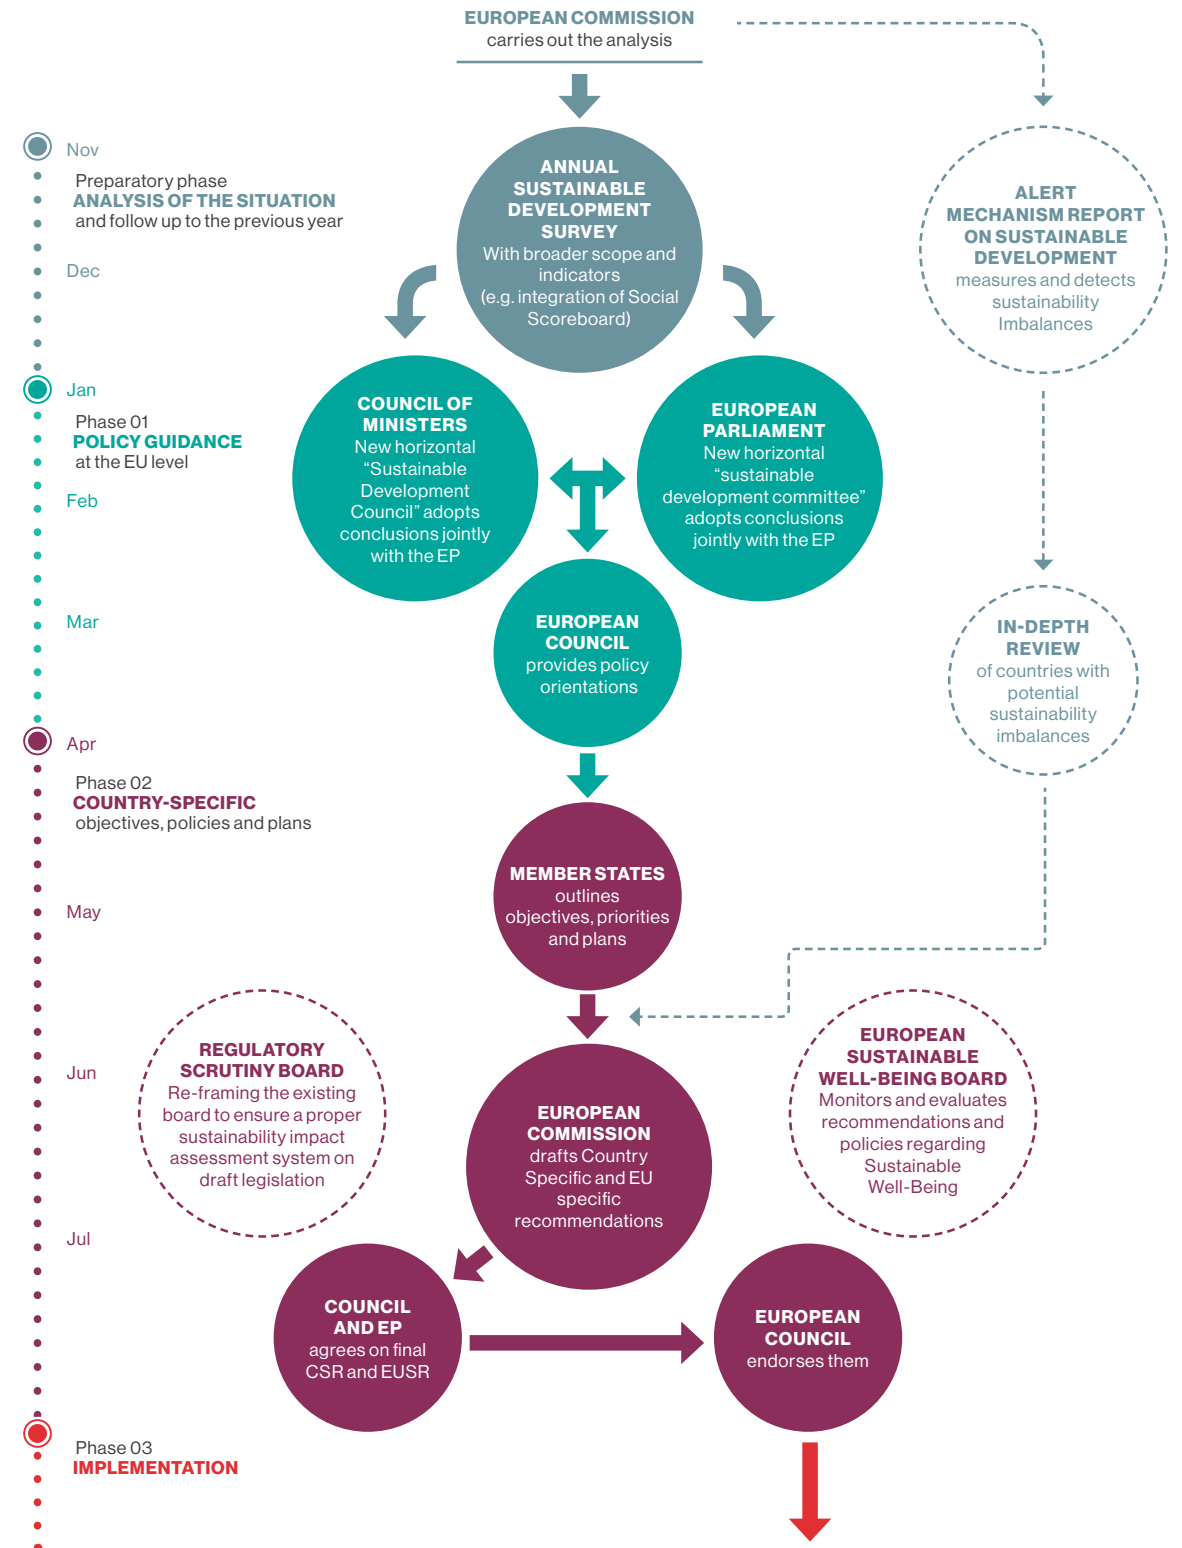 EUROPEAN COMMISSION
carries out the analysis
Nov
Preparatory phase
ANALYSIS OF THE SITUATION
and follow up to the previous year
Dec
ANNUAL
SUSTAINABLE
DEVELOPMENT
SURVEY
With broader scope and
indicators
(e.g. integration of Social
Scoreboard)
ALERT
MECHANISM REPORT
ON SUSTAINABLE
DEVELOPMENT
measures and detects
sustainability
Imbalances
Jan
Phase 01
POLICY GUIDANCE
at the EU level
Feb
COUNCIL OF
MINISTERS
New horizontal
“Sustainable
Development
Council” adopts
conclusions jointly
with the EP
EUROPEAN
PARLIAMENT
New horizontal
“sustainable
development committee”
adopts conclusions
jointly with the EP
Mar
EUROPEAN
COUNCIL
provides policy
orientations
IN-DEPTH
REVIEW
of countries with
potential
sustainability
imbalances
Apr
Phase 02
COUNTRY-SPECIFIC
objectives, policies and plans
May
MEMBER STATES
outlines
objectives, priorities
and plans
Jun
REGULATORY
SCRUTINY BOARD
Re-framing the existing
board to ensure a proper
sustainability impact
assessment system on
draft legislation
EUROPEAN
COMMISSION
drafts Country
Specific and EU
specific
recommendations
EUROPEAN
SUSTAINABLE
WELL-BEING BOARD
Monitors and evaluates
recommendations and
policies regarding
Sustainable
Well-Being
Jul
COUNCIL
AND EP
agrees on final
CSR and EUSR
EUROPEAN
COUNCIL
endorses them
Phase 03
IMPLEMENTATION